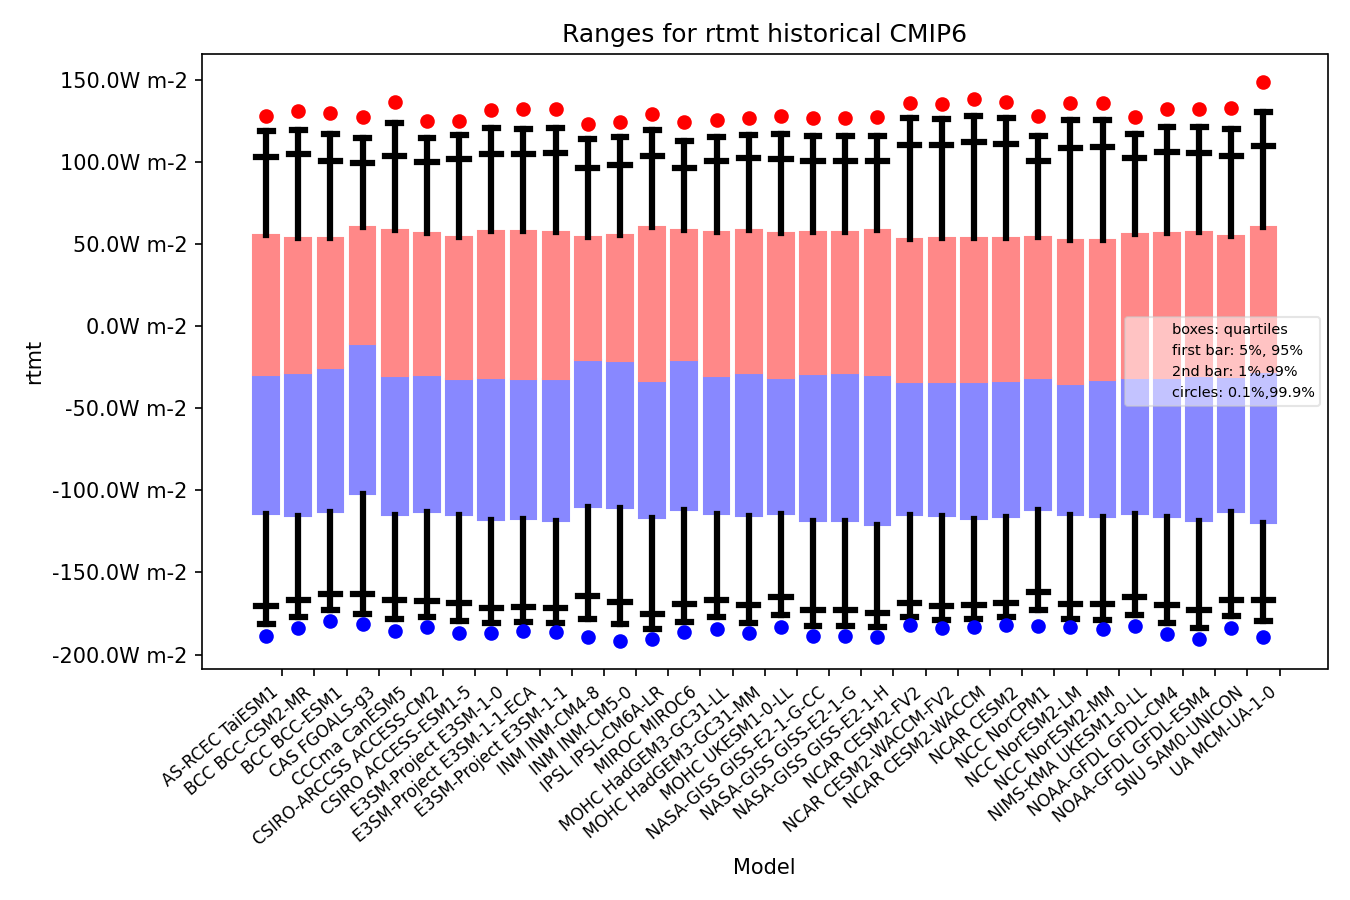 Ranges for rtmt historical CMIP6
150.0W m-2
100.0W m-2
50.0W m-2
0.0W m-2
-50.0W m-2
-100.0W m-2
-150.0W m-2
-200.0W m-2
rtmt
boxes: quartiles
first bar: 5%, 95%
2nd bar: 1%,99%
circles: 0.1%,99.9%
AS-RCEC TaiESM1
BCC BCC-CSM2-MR
BCC BCC-ESM1
CAS FGOALS-g3
CCCma CanESM5
CSIRO-ARCCSS ACCESS-CM2
CSIRO ACCESS-ESM1-5
E3SM-Project E3SM-1-0
E3SM-Project E3SM-1-1-ECA
E3SM-Project E3SM-1-1
INM INM-CM4-8
INM INM-CM5-0
IPSL IPSL-CM6A-LR
MIROC MIROC6
MOHC HadGEM3-GC31-LL
MOHC HadGEM3-GC31-MM
MOHC UKESM1-0-LL
NASA-GISS GISS-E2-1-G-CC
NASA-GISS GISS-E2-1-G
NASA-GISS GISS-E2-1-H
NCAR CESM2-FV2
NCAR CESM2-WACCM-FV2
NCAR CESM2-WACCM
NCAR CESM2
NCC NorCPM1
NCC NorESM2-LM
NCC NorESM2-MM
NIMS-KMA UKESM1-0-LL
NOAA-GFDL GFDL-CM4
NOAA-GFDL GFDL-ESM4
SNU SAM0-UNICON
UA MCM-UA-1-0
Model